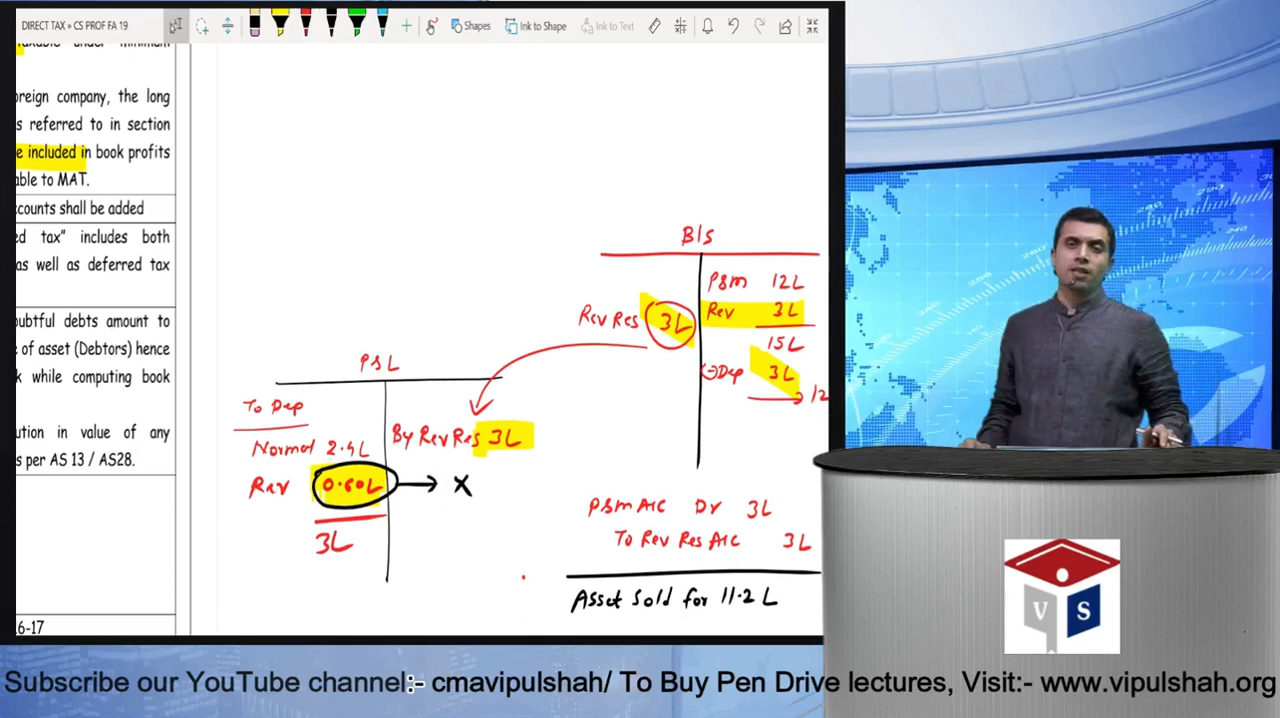 DIRECT TAX » CS PROF FA 19
Shapes
Ink to Shape
Ink to Text
taxable under minimum
oreign company, the long
s referred to in section
e included in book profits
able to MAT.
ccounts shall be added
ed tax" includes both
as well as deferred tax
oubtful debts amount to
e of asset (Debtors) hence
k while computing book
ution in value of any
s per AS 13 / AS28.
6-17
B/S
P&M 12L
Rev Res 3L Rev 3L
15L
(-) Dep 3L
12
P&L
To Dep
Normal 2.4L By Rev Res 3L
Rev 0.60L → X
3L
P&M A/C Dr 3L
To Rev Res A/C 3L
Asset Sold for 11.2 L
VS
Subscribe our YouTube channel:- cmavipulshah/ To Buy Pen Drive lectures, Visit:- www.vipulshah.org